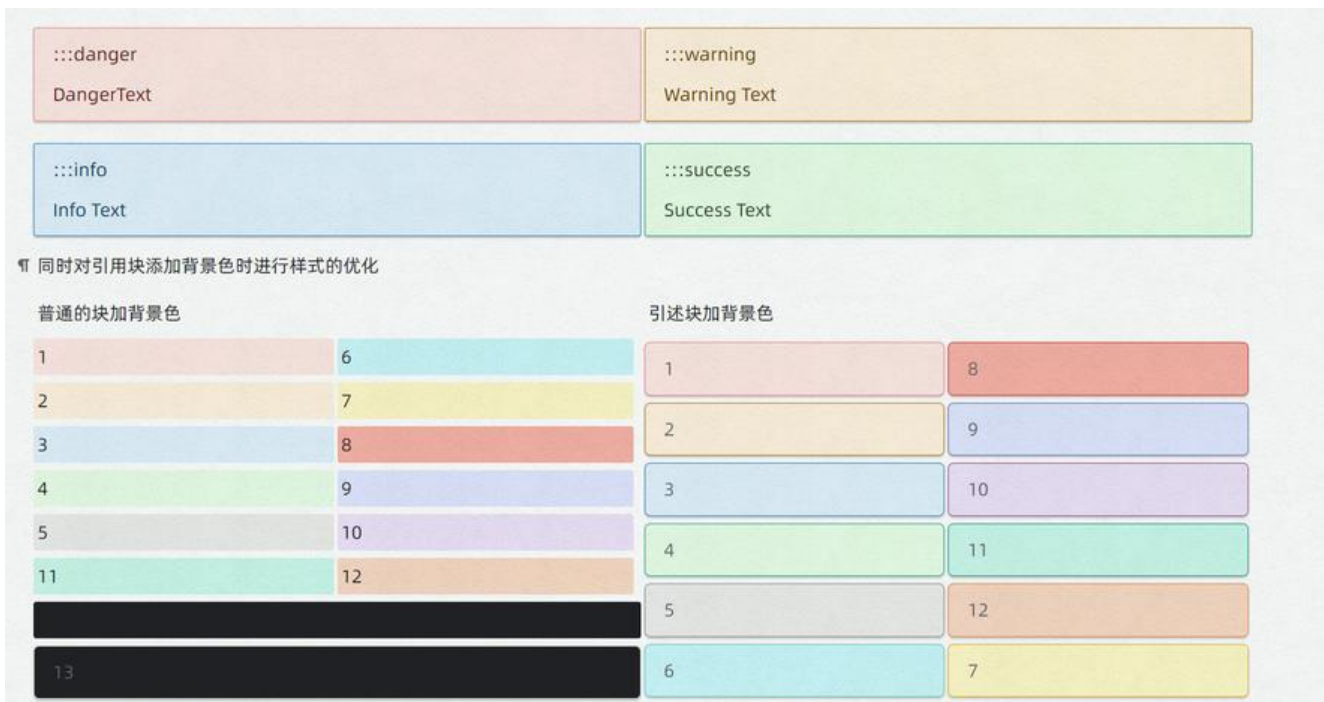 :::danger
DangerText
:::warning
Warning Text
:::info
Info Text
:::success
Success Text
¶ 同时对引用块添加背景色时进行样式的优化
普通的块加背景色
1
6
2
7
3
8
4
9
5
10
11
12
13
引述块加背景色
1
8
2
9
3
10
4
11
5
12
6
7